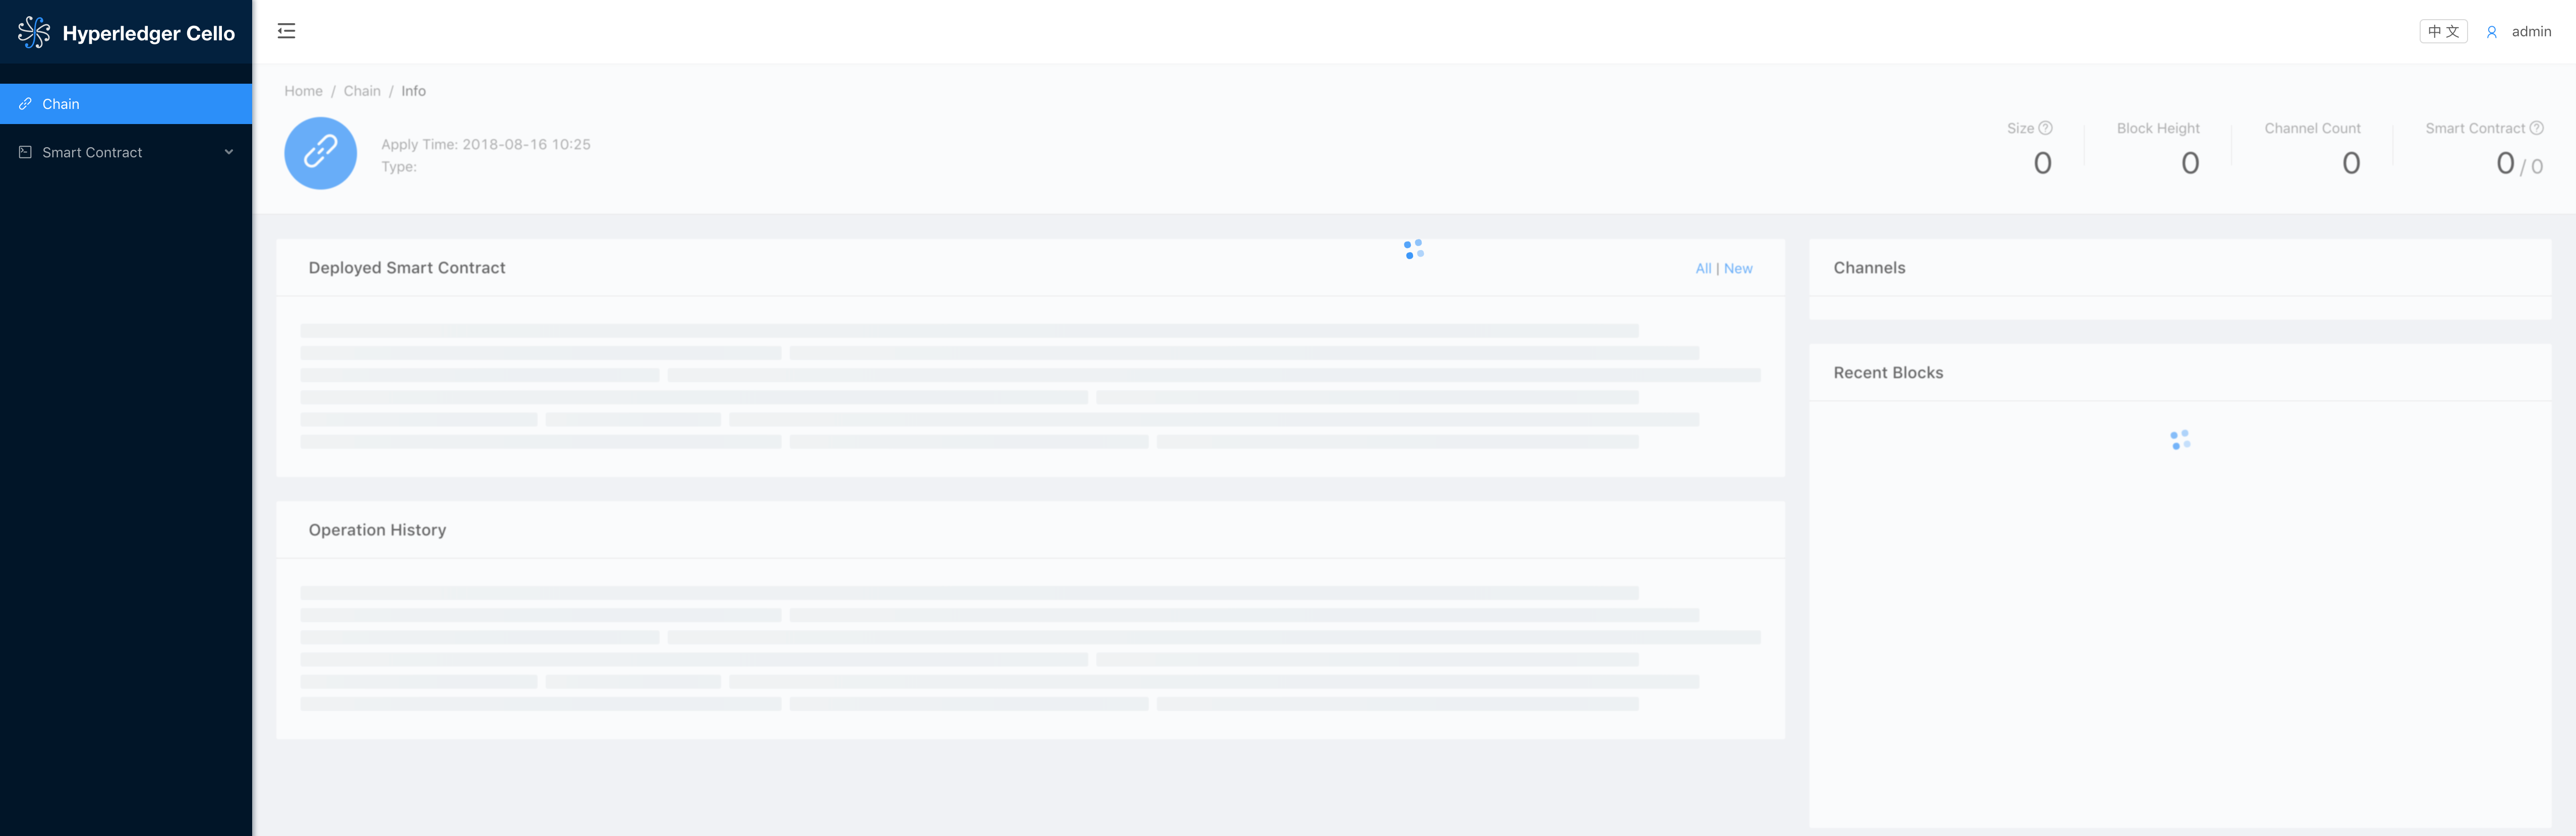 Hyperledger Cello
中 文
admin
Chain
Smart Contract
Home / Chain / Info
Apply Time: 2018-08-16 10:25
Type:
Size
0
Block Height
0
Channel Count
0
Smart Contract
0 / 0
Deployed Smart Contract
All | New
Operation History
Channels
Recent Blocks